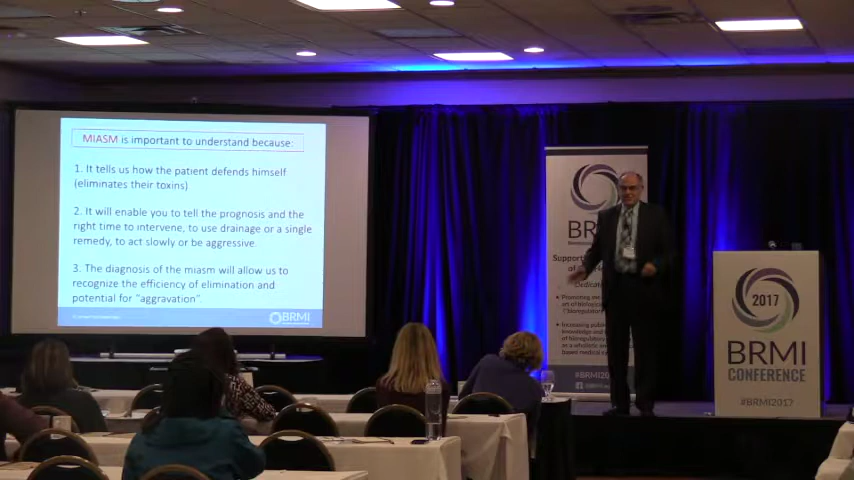 MIASM is important to understand because:
1. It tells us how the patient defends himself
(eliminates their toxins)
2. It will enable you to tell the prognosis and the
right time to intervene, to use drainage or a single
remedy, to act slowly or be aggressive.
3. The diagnosis of the miasm will allow us to
recognize the efficiency of elimination and
potential for "aggravation".
BRMI
Support
#BRMI20
2017
BRMI
CONFERENCE
#BRMI2017